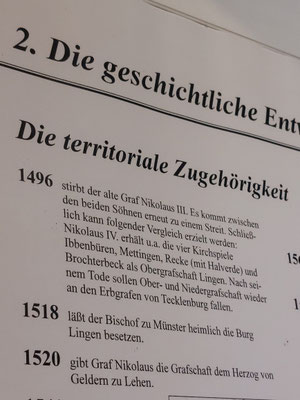 2. Die geschichtliche Entw
Die territoriale Zugehörigkeit
1496 stirbt der alte Graf Nikolaus III. Es kommt zwischen
den beiden Söhnen erneut zu einem Streit. Schließ-
lich kann folgender Vergleich erzielt werden:
Nikolaus IV. erhält u.a. die vier Kirchspiele
Ibbenbüren, Mettingen, Recke (mit Halverde) und
Brochterbeck als Obergrafschaft Lingen. Nach sei-
nem Tode sollen Ober- und Niedergrafschaft wieder
an den Erbgrafen von Tecklenburg fallen.
1518 läßt der Bischof zu Münster heimlich die Burg
Lingen besetzen.
1520 gibt Graf Nikolaus die Grafschaft dem Herzog von
Geldern zu Lehen.